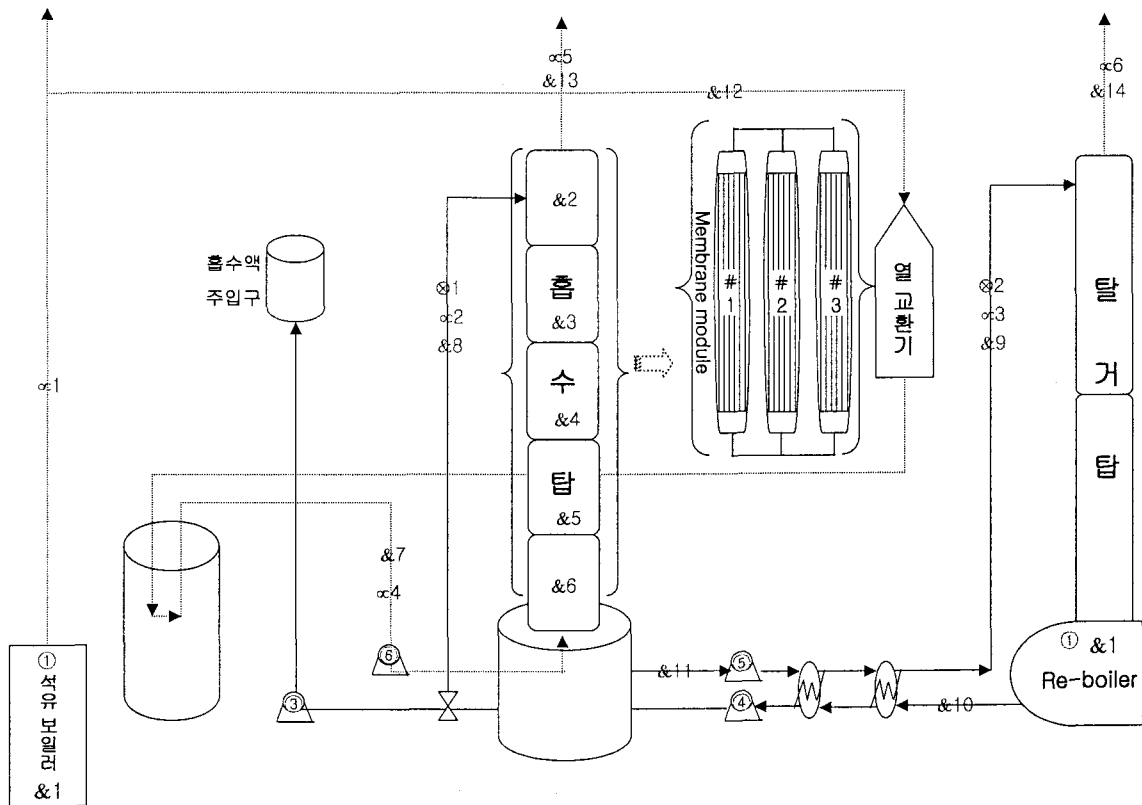 ∝5
&13
∝6
&14
&12
&2
흡수액
주입구
⊗1
∝2
&8
흡
&3
수
&4
탑
&5
&6
Membrane module
#1
#2
#3
열교환기
⊗2
∝3
&9
탈
거
탑
∝1
&7
∝4
⑥
③
&11
⑤
④
&10
① &1
Re-boiler
①
석유보일러
&1